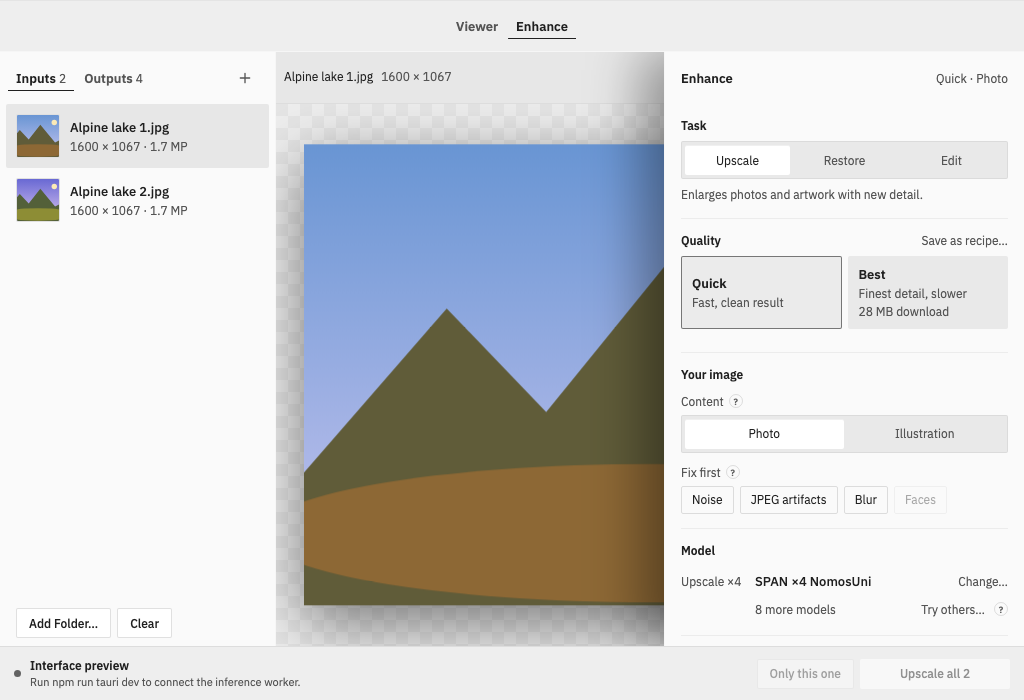 Viewer Enhance
Inputs 2 Outputs 4 +
Alpine lake 1.jpg
1600 × 1067 · 1.7 MP
Alpine lake 2.jpg
1600 × 1067 · 1.7 MP
Add Folder... Clear
Alpine lake 1.jpg 1600 × 1067
Enhance Quick · Photo
Task
Upscale Restore Edit
Enlarges photos and artwork with new detail.
Quality Save as recipe...
Quick
Fast, clean result
Best
Finest detail, slower
28 MB download
Your image
Content ?
Photo Illustration
Fix first ?
Noise JPEG artifacts Blur Faces
Model
Upscale ×4 SPAN ×4 NomosUni Change...
8 more models Try others... ?
Interface preview
Run npm run tauri dev to connect the inference worker.
Only this one Upscale all 2